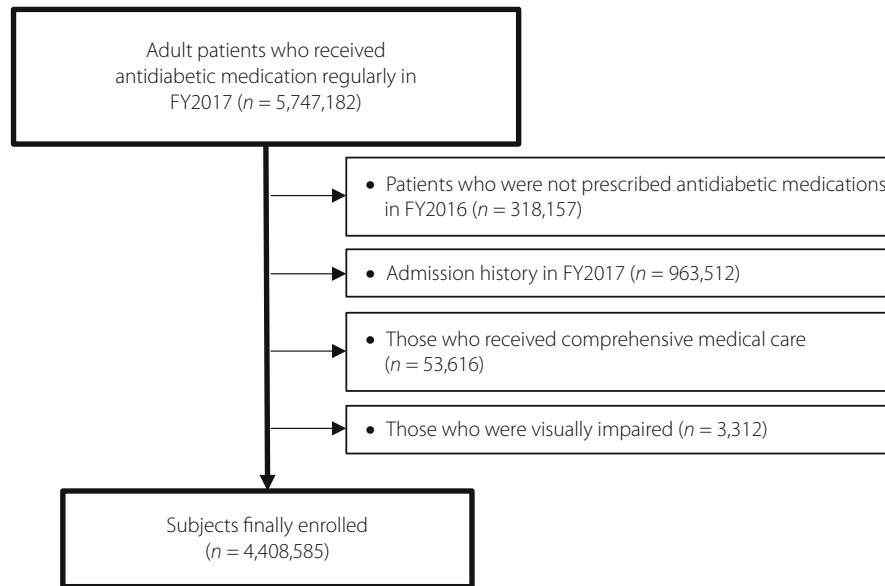 Adult patients who received
antidiabetic medication regularly in
FY2017 (n = 5,747,182)
• Patients who were not prescribed antidiabetic medications
in FY2016 (n = 318,157)
• Admission history in FY2017 (n = 963,512)
• Those who received comprehensive medical care
(n = 53,616)
• Those who were visually impaired (n = 3,312)
Subjects finally enrolled
(n = 4,408,585)